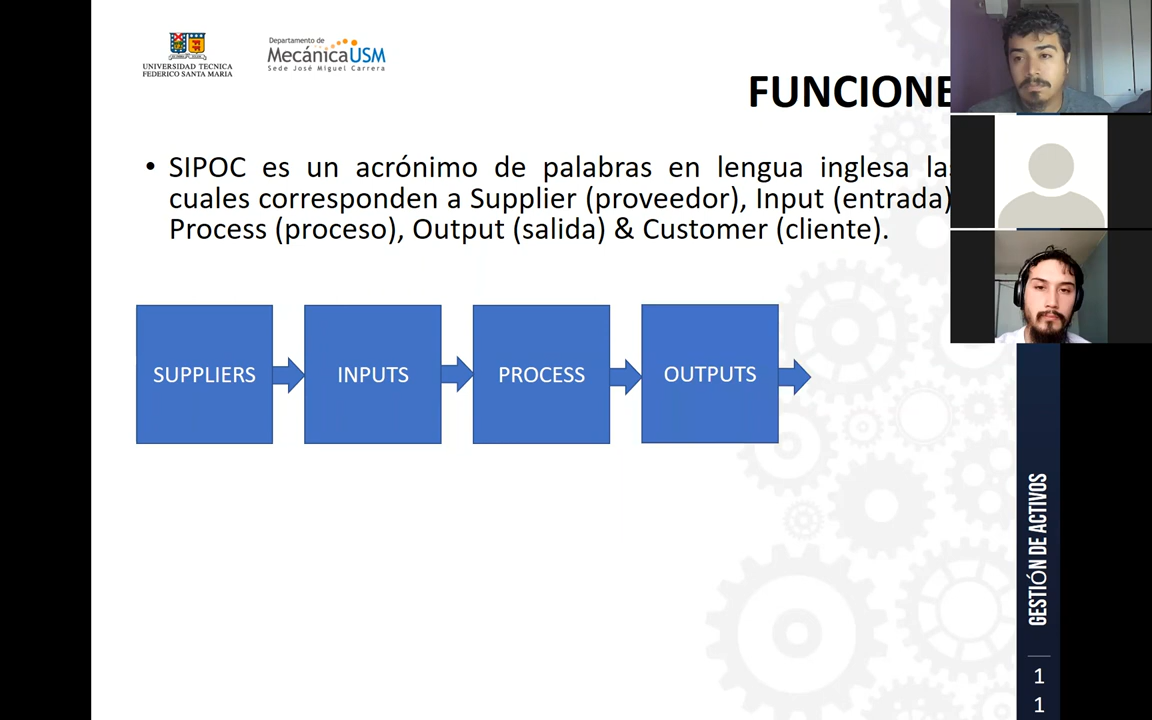 UNIVERSIDAD TECNICA
FEDERICO SANTA MARIA
Departamento de
MecánicaUSM
Sede José Miguel Carrera
FUNCIONE
• SIPOC es un acrónimo de palabras en lengua inglesa las
cuales corresponden a Supplier (proveedor), Input (entrada)
Process (proceso), Output (salida) & Customer (cliente).
SUPPLIERS
INPUTS
PROCESS
OUTPUTS
GESTIÓN DE ACTIVOS
1
1